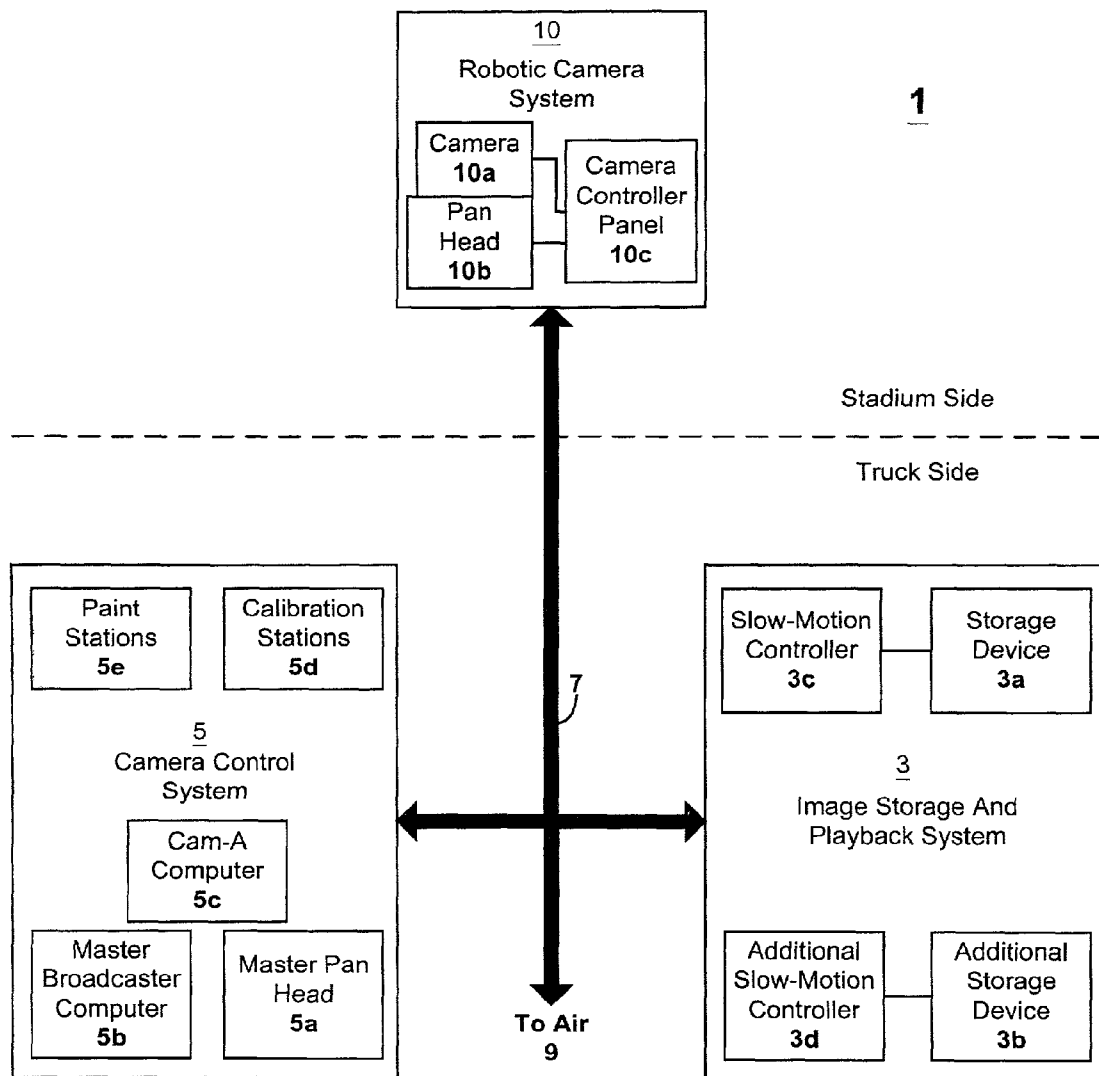 10
Robotic Camera
System
1
Camera
10a
Pan
Head
10b
Camera
Controller
Panel
10c
Stadium Side
Truck Side
Paint
Stations
5e
Calibration
Stations
5d
5
Camera Control
System
Cam-A
Computer
5c
Master
Broadcaster
Computer
5b
Master Pan
Head
5a
7
To Air
9
Slow-Motion
Controller
3c
Storage
Device
3a
3
Image Storage And
Playback System
Additional
Slow-Motion
Controller
3d
Additional
Storage
Device
3b